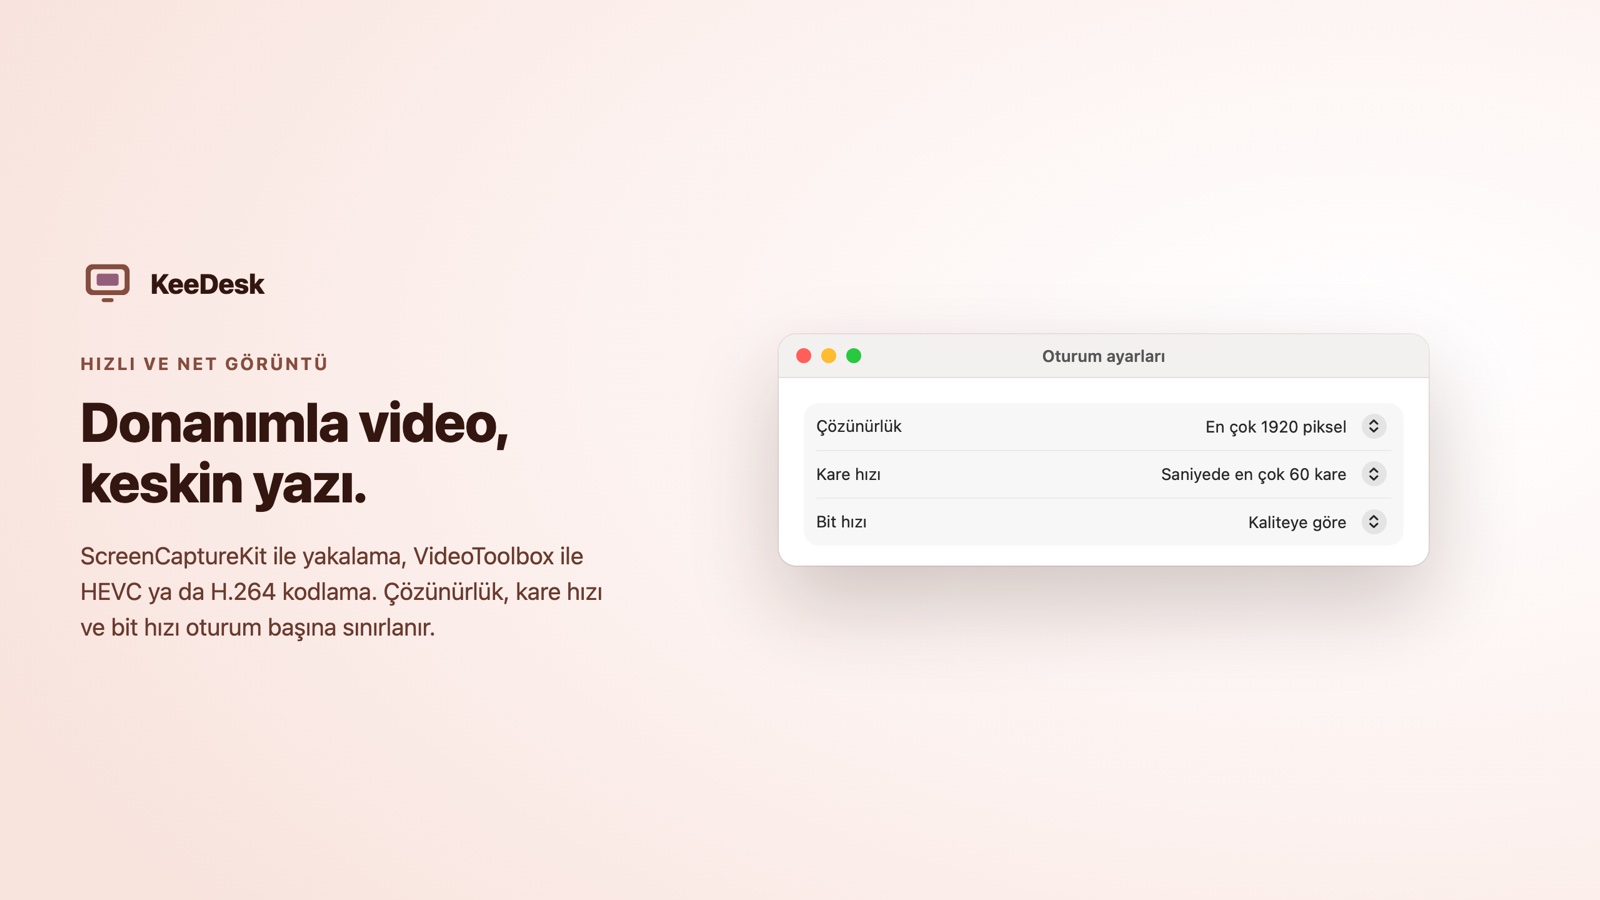 KeeDesk
HIZLI VE NET GÖRÜNTÜ
Donanımla video,
keskin yazı.
ScreenCaptureKit ile yakalama, VideoToolbox ile
HEVC ya da H.264 kodlama. Çözünürlük, kare hızı
ve bit hızı oturum başına sınırlanır.
Oturum ayarları
Çözünürlük En çok 1920 piksel
Kare hızı Saniyede en çok 60 kare
Bit hızı Kaliteye göre